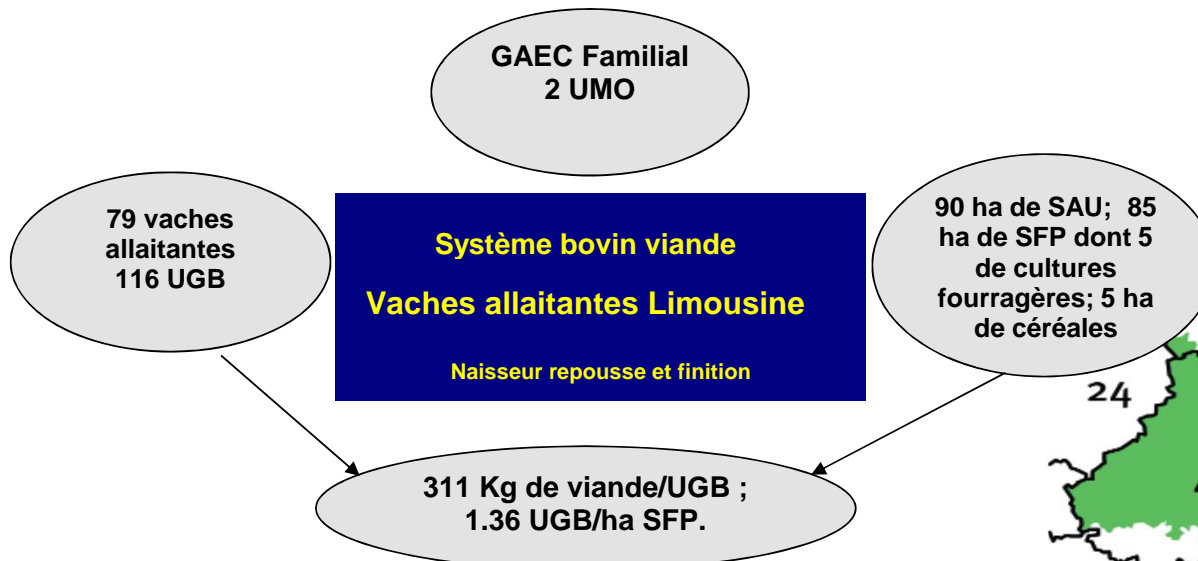 GAEC Familial
2 UMO
79 vaches
allaitantes
116 UGB
Système bovin viande
Vaches allaitantes Limousine
Naisseur repousse et finition
90 ha de SAU; 85
ha de SFP dont 5
de cultures
fourragères; 5 ha
de céréales
24
311 Kg de viande/UGB ;
1.36 UGB/ha SFP.